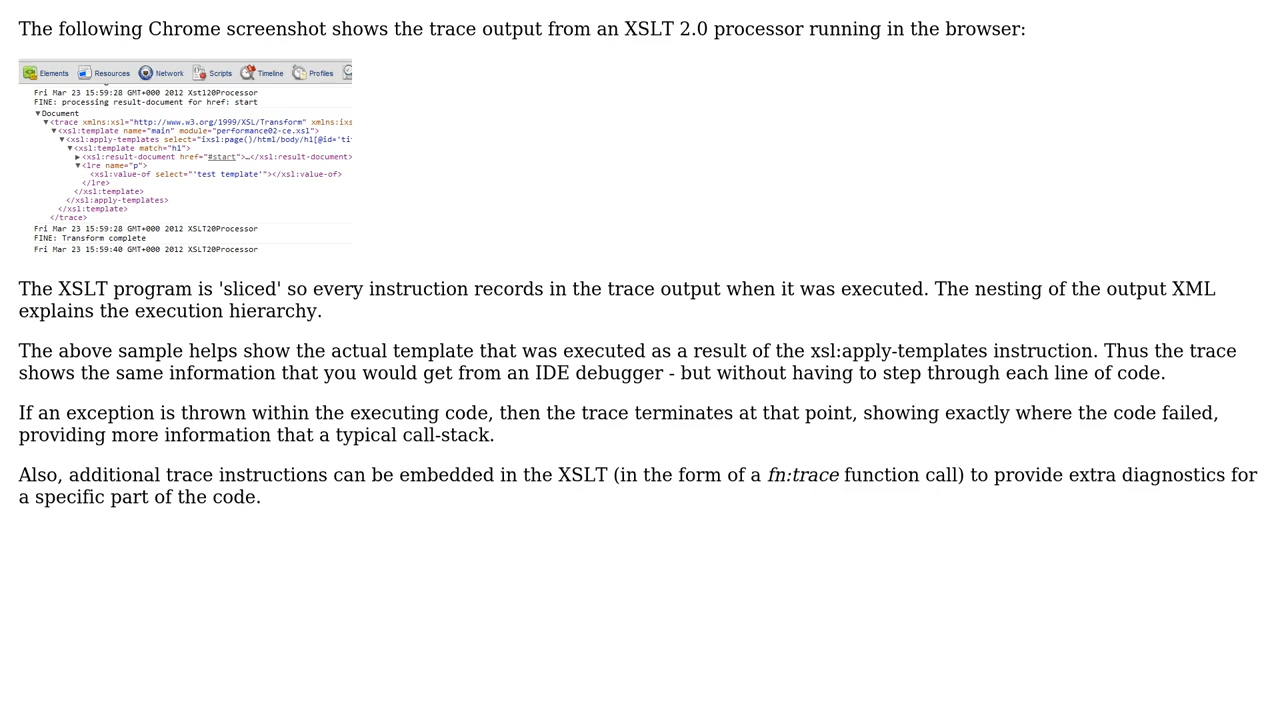 The following Chrome screenshot shows the trace output from an XSLT 2.0 processor running in the browser:
Elements Resources Network Scripts Timeline Profiles
Fri Mar 23 15:59:28 GMT+000 2012 Xstl20Processor
FINE: processing result-document for href: start
▼Document
▼<trace xmlns:xsl="http://www.w3.org/1999/XSL/Transform" xmlns:ixs
▼<xsl:template name="main" module="performance02-ce.xsl">
▼<xsl:apply-templates select="ixsl:page()/html/body/h1[@id='ti
▼<xsl:template match="h1">
▶<xsl:result-document href="#start">…</xsl:result-document>
▼<lre name="p">
<xsl:value-of select="'test template'"></xsl:value-of>
</lre>
</xsl:template>
</xsl:apply-templates>
</xsl:template>
</trace>
Fri Mar 23 15:59:28 GMT+000 2012 XSLT20Processor
FINE: Transform complete
Fri Mar 23 15:59:40 GMT+000 2012 XSLT20Processor
The XSLT program is 'sliced' so every instruction records in the trace output when it was executed. The nesting of the output XML
explains the execution hierarchy.
The above sample helps show the actual template that was executed as a result of the xsl:apply-templates instruction. Thus the trace
shows the same information that you would get from an IDE debugger - but without having to step through each line of code.
If an exception is thrown within the executing code, then the trace terminates at that point, showing exactly where the code failed,
providing more information that a typical call-stack.
Also, additional trace instructions can be embedded in the XSLT (in the form of a fn:trace function call) to provide extra diagnostics for
a specific part of the code.